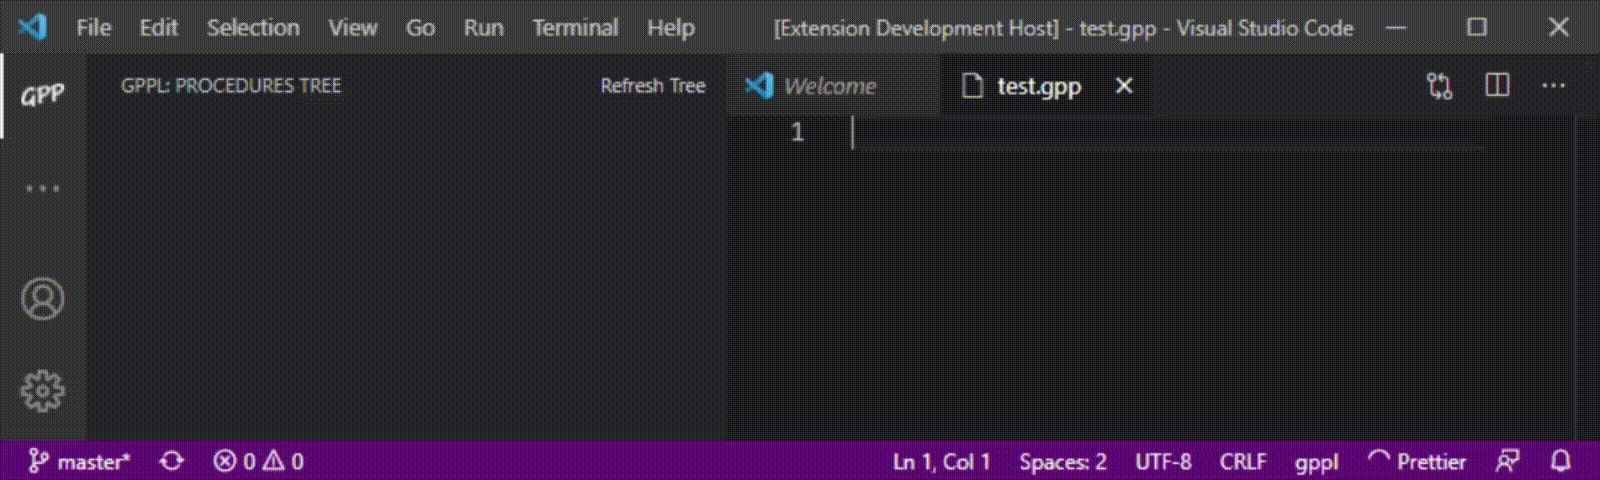 File Edit Selection View Go Run Terminal Help [Extension Development Host] - test.gpp - Visual Studio Code
GPP GPPL: PROCEDURES TREE Refresh Tree Welcome test.gpp
1
master* 0 0 Ln 1, Col 1 Spaces: 2 UTF-8 CRLF gppl Prettier